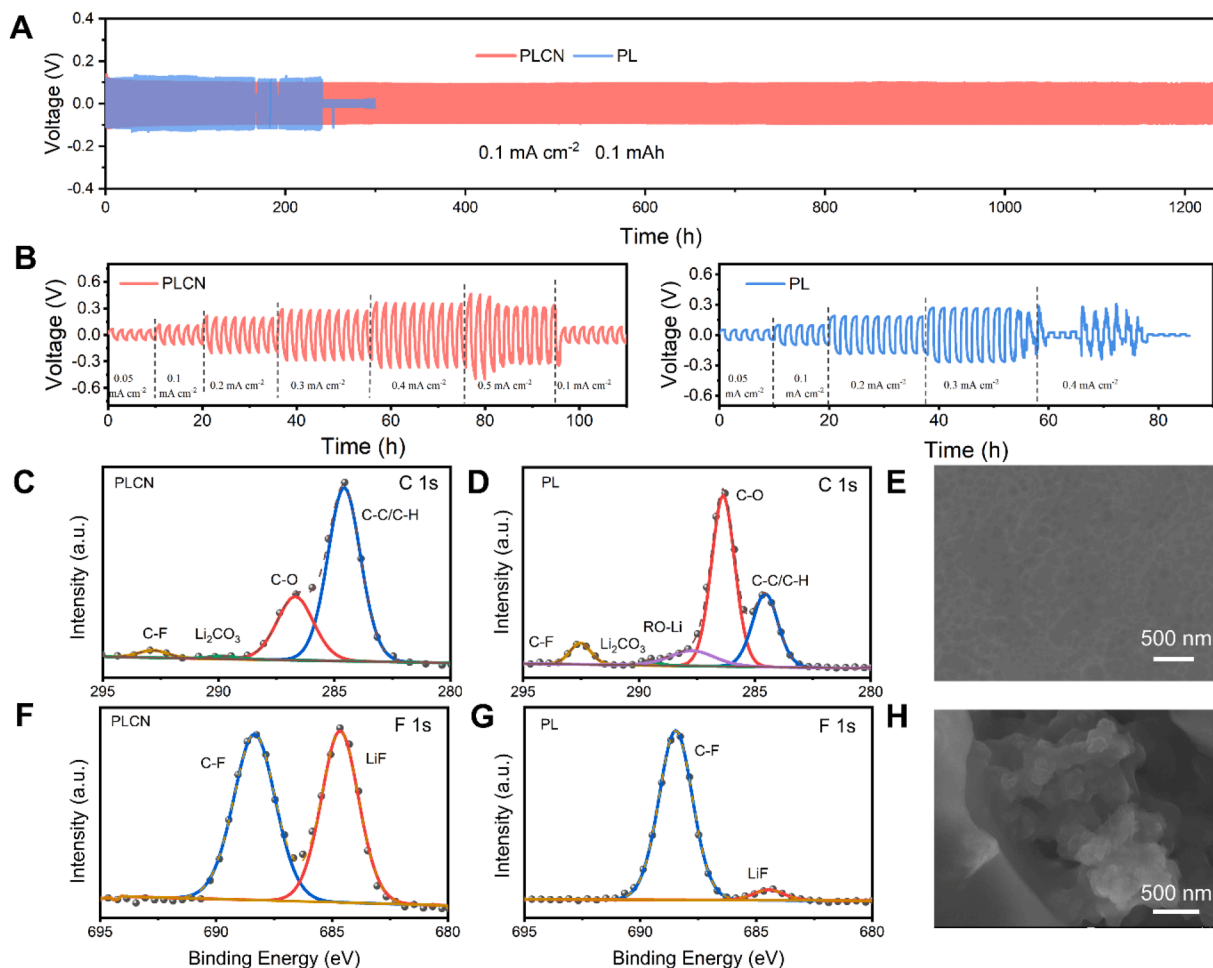 A
0.4
0.2
0.0
-0.2
-0.4
Voltage (V)
PLCN PL
0.1 mA cm-2 0.1 mAh
0 200 400 600 800 1000 1200
Time (h)
B
0.6
0.3
0.0
-0.3
-0.6
Voltage (V)
PLCN
0.05 mA cm-2
0.1 mA cm-2
0.2 mA cm-2
0.3 mA cm-2
0.4 mA cm-2
0.5 mA cm-2
0.1 mA cm-2
0 20 40 60 80 100
Time (h)
0.6
0.3
0.0
-0.3
-0.6
Voltage (V)
PL
0.05 mA cm-2
0.1 mA cm-2
0.2 mA cm-2
0.3 mA cm-2
0.4 mA cm-2
0 20 40 60 80
Time (h)
C
PLCN
C 1s
C-C/C-H
C-O
C-F
Li2CO3
Intensity (a.u.)
295 290 285 280
D
PL
C 1s
C-O
C-C/C-H
RO-Li
Li2CO3
C-F
Intensity (a.u.)
295 290 285 280
E
500 nm
F
PLCN
F 1s
C-F
LiF
Intensity (a.u.)
695 690 685 680
Binding Energy (eV)
G
PL
F 1s
C-F
LiF
Intensity (a.u.)
695 690 685 680
Binding Energy (eV)
H
500 nm